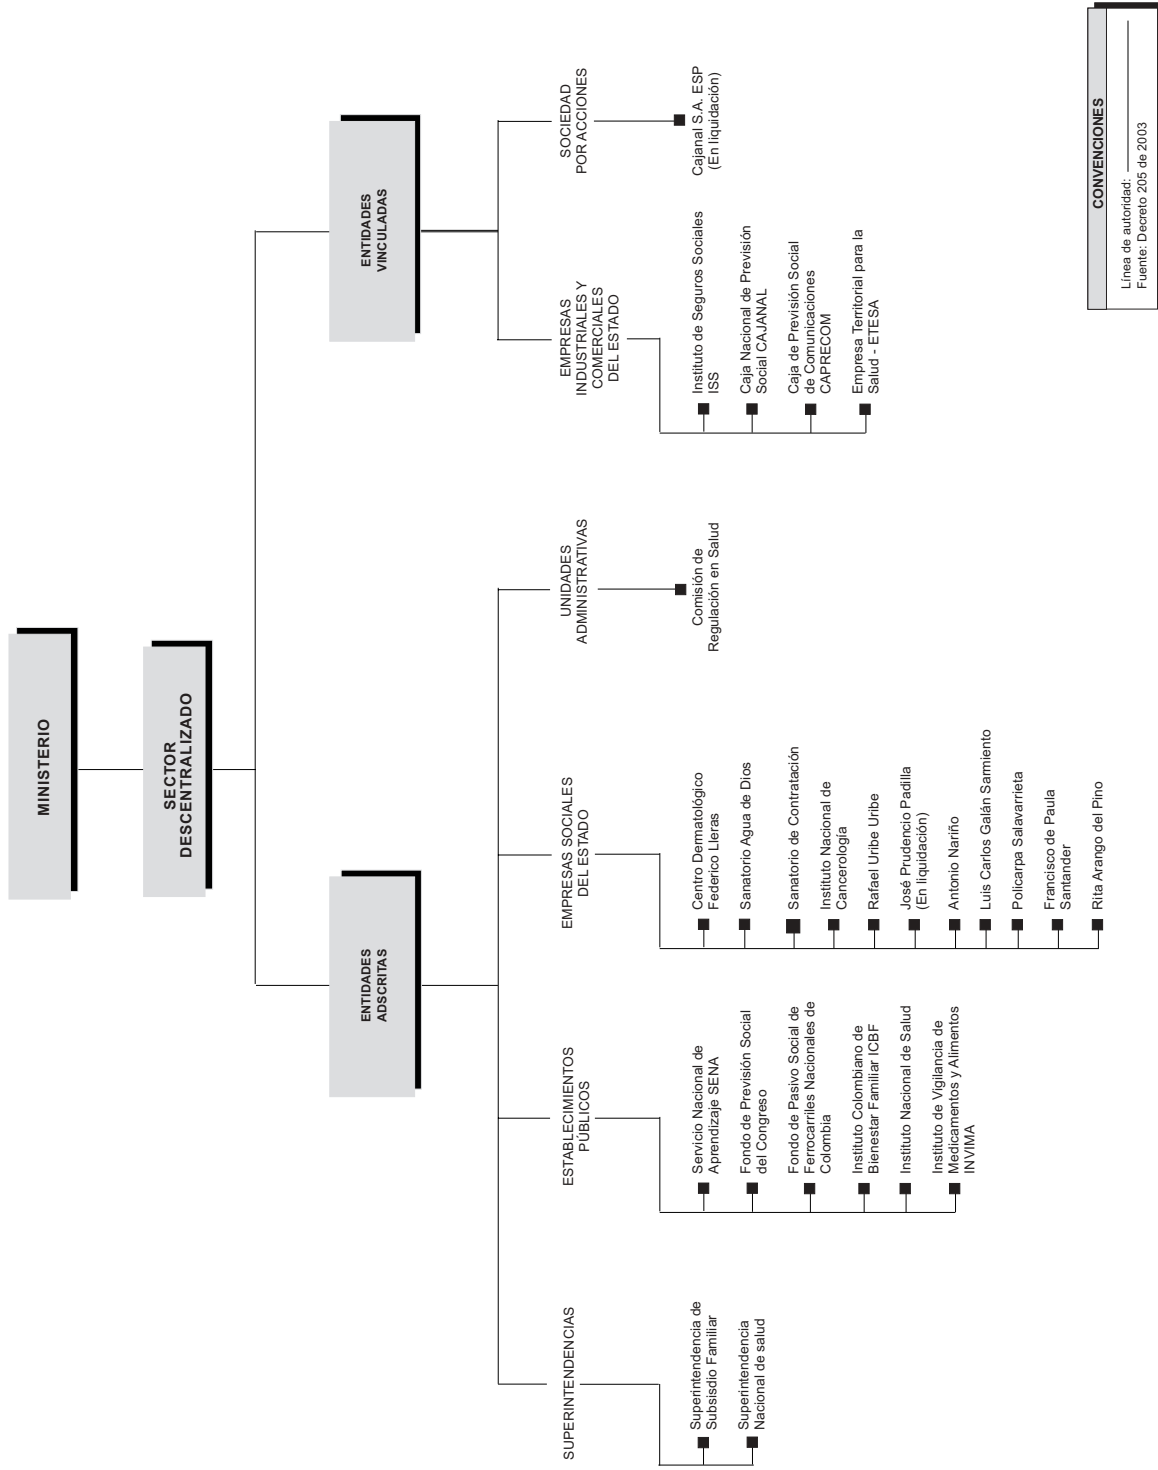 MINISTERIO
SECTOR
DESCENTRALIZADO
ENTIDADES
ADSCRITAS
ENTIDADES
VINCULADAS
SUPERINTENDENCIAS
Superintendencia de
Subsisdio Familiar
Superintendencia
Nacional de salud
ESTABLECIMIENTOS
PÚBLICOS
Servicio Nacional de
Aprendizaje SENA
Fondo de Previsión Social
del Congreso
Fondo de Pasivo Social de
Ferrocarriles Nacionales de
Colombia
Instituto Colombiano de
Bienestar Familiar ICBF
Instituto Nacional de Salud
Instituto de Vigilancia de
Medicamentos y Alimentos
INVIMA
EMPRESAS SOCIALES
DEL ESTADO
Centro Dermatológico
Federico Lleras
Sanatorio Agua de Dios
Sanatorio de Contratación
Instituto Nacional de
Cancerología
Rafael Uribe Uribe
José Prudencio Padilla
(En liquidación)
Antonio Nariño
Luis Carlos Galán Sarmiento
Policarpa Salavarrieta
Francisco de Paula
Santander
Rita Arango del Pino
UNIDADES
ADMINISTRATIVAS
Comisión de
Regulación en Salud
EMPRESAS
INDUSTRIALES Y
COMERCIALES
DEL ESTADO
Instituto de Seguros Sociales
ISS
Caja Nacional de Previsión
Social CAJANAL
Caja de Previsión Social
de Comunicaciones
CAPRECOM
Empresa Territorial para la
Salud - ETESA
SOCIEDAD
POR ACCIONES
Cajanal S.A. ESP
(En liquidación)
CONVENCIONES
Línea de autoridad:
Fuente: Decreto 205 de 2003